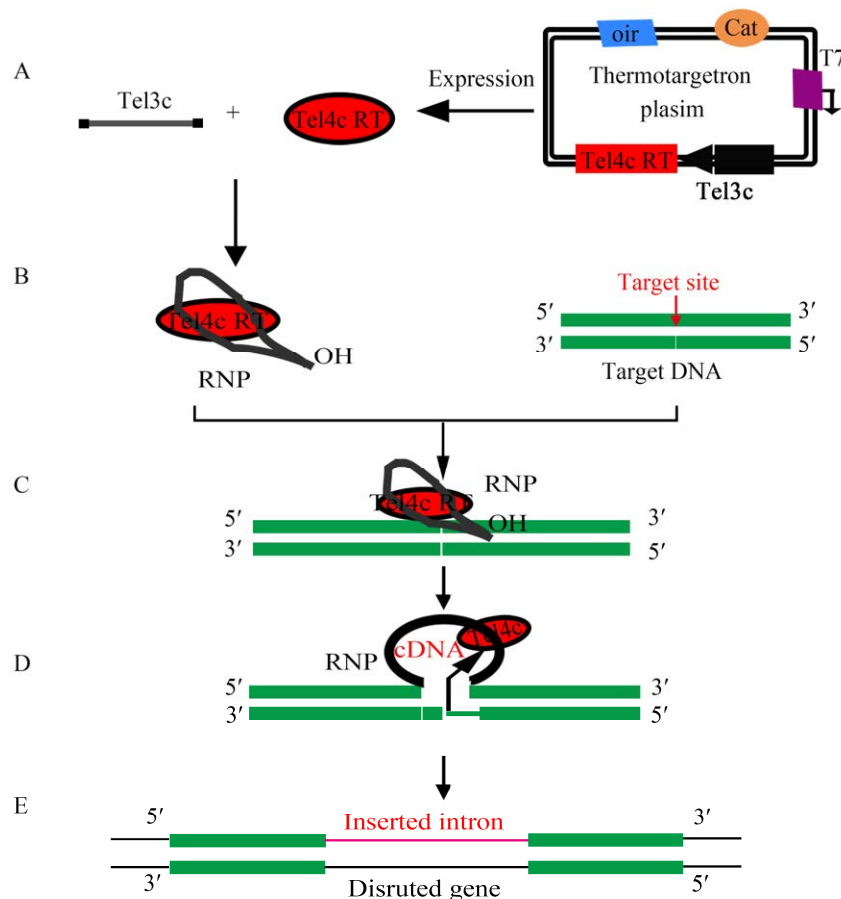 A
Tel3c
+
Tel4c RT
Expression
oir
Cat
T7
Thermotargetron
plasim
Tel4c RT
Tel3c
B
Tel4c RT
OH
RNP
Target site
5′ 3′
3′ 5′
Target DNA
C
Tel4c RT
RNP
OH
5′ 3′
3′ 5′
D
RNP
cDNA
Tel4c
5′ 3′
3′ 5′
E
5′ 3′
Inserted intron
3′ 5′
Disruted gene